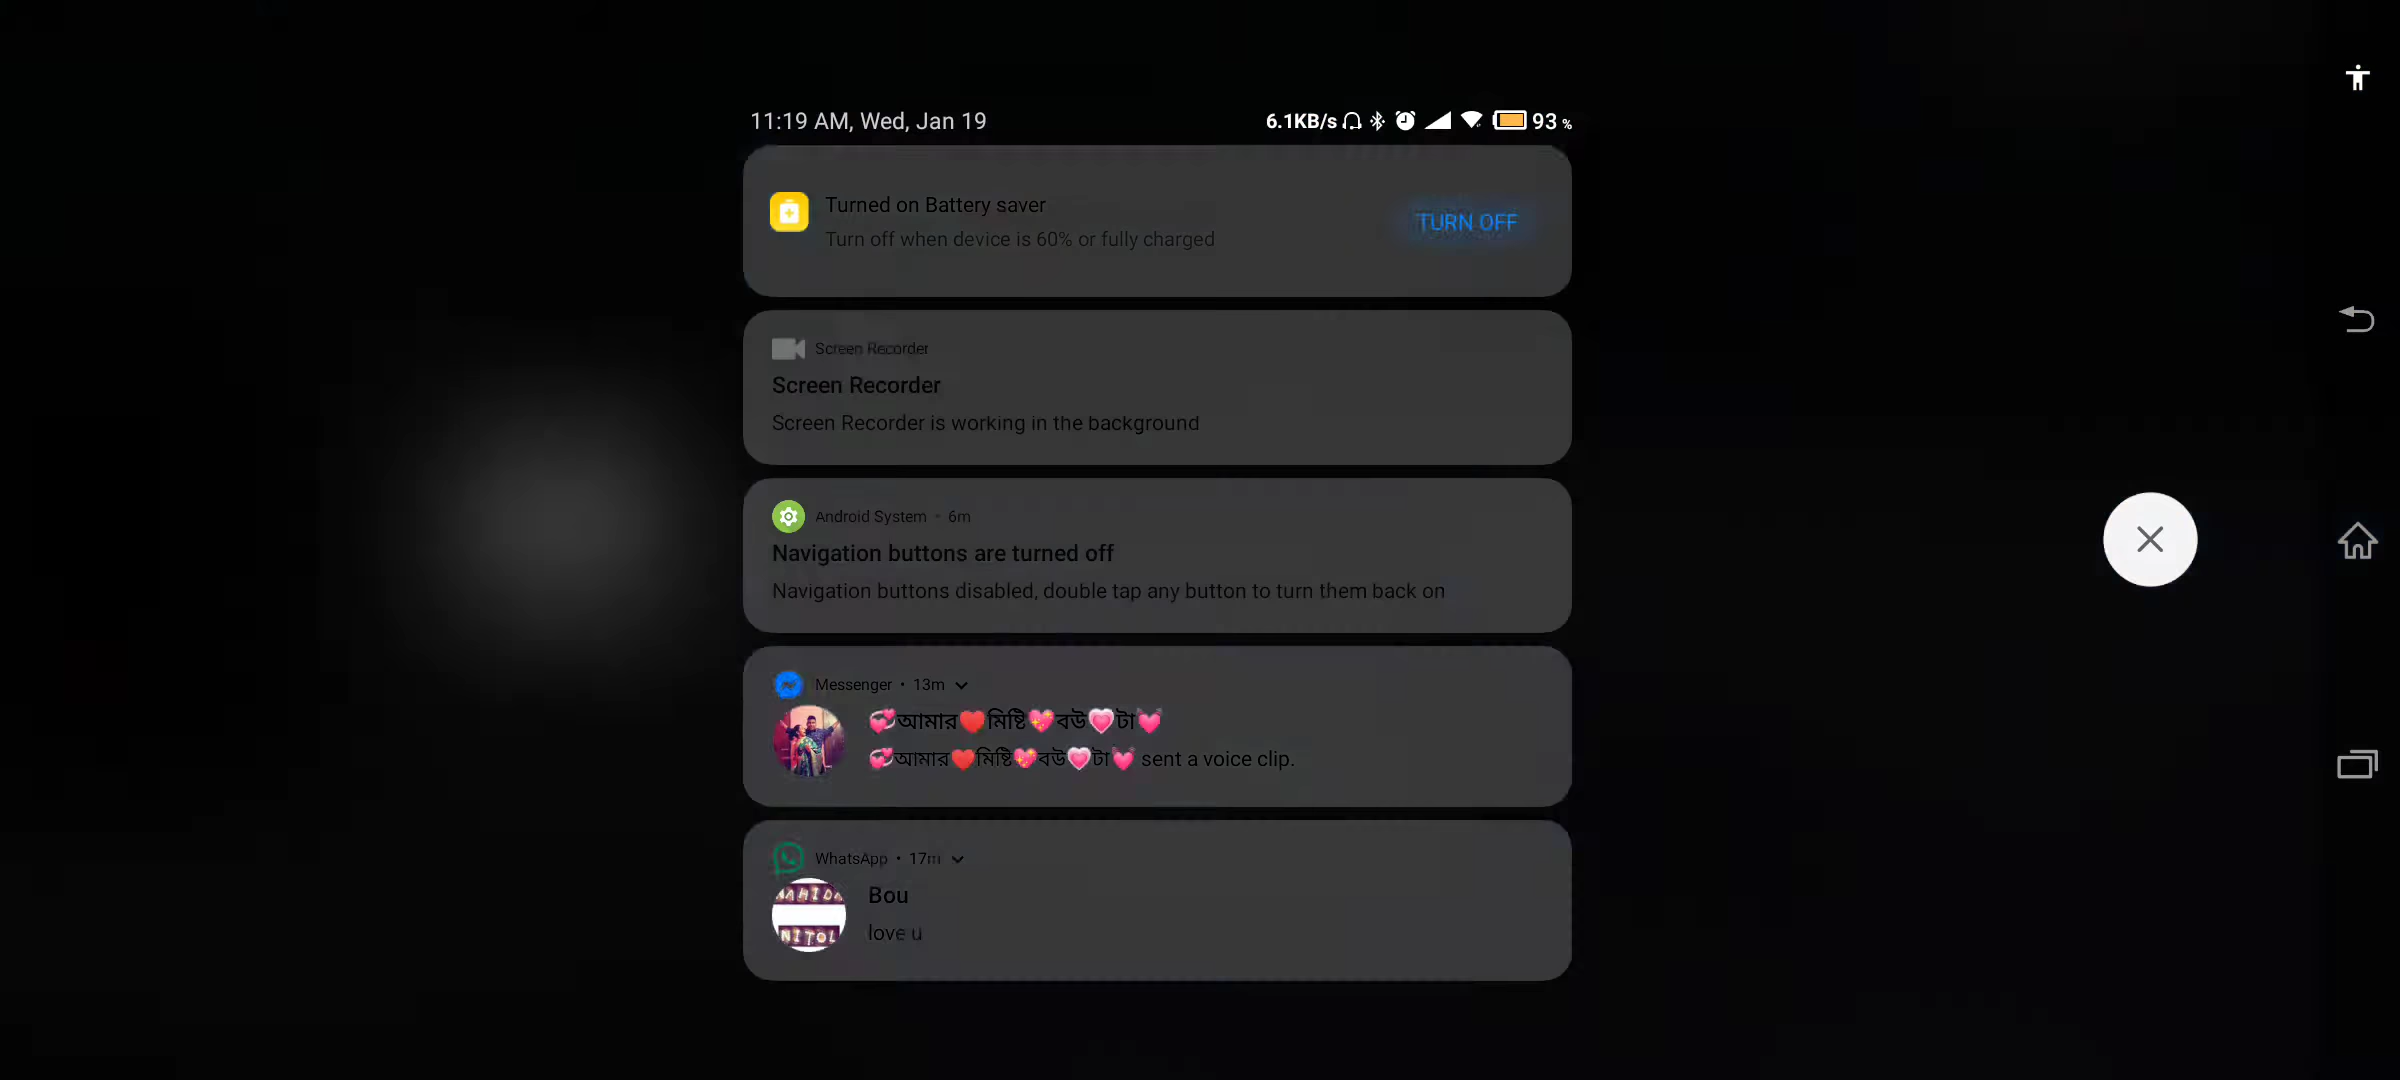 11:19 AM, Wed, Jan 19
6.1KB/s 93 %
Turned on Battery saver
Turn off when device is 60% or fully charged
TURN OFF
Screen Recorder
Screen Recorder
Screen Recorder is working in the background
Android System • 6m
Navigation buttons are turned off
Navigation buttons disabled, double tap any button to turn them back on
Messenger • 13m
💞আমার❤️মিষ্টি💖বউ💗টা💓
💞আমার❤️মিষ্টি💖বউ💗টা💓 sent a voice clip.
WhatsApp • 17m
Bou
NITOL
love u